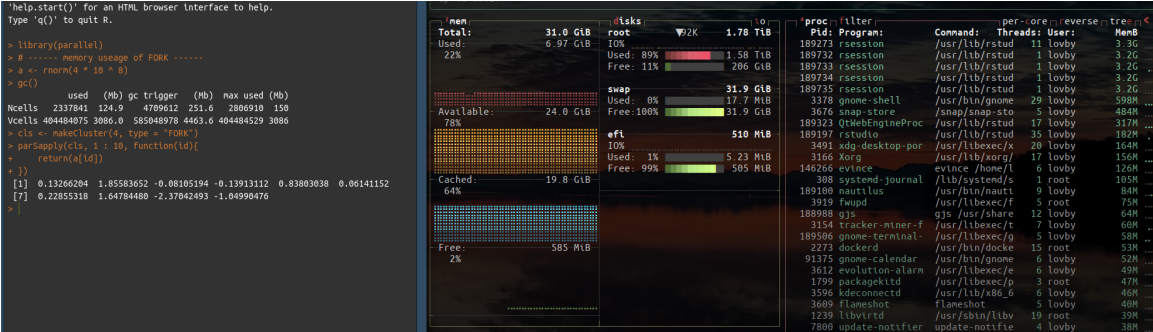 'help.start()' for an HTML browser interface to help.
Type 'q()' to quit R.
> library(parallel)
> # ------ memory useage of FORK ------
> a <- rnorm(4 * 10 ^ 8)
> gc()
used (Mb) gc trigger (Mb) max used (Mb)
Ncells 2337841 124.9 4709612 251.6 2806910 150
Vcells 404484075 3086.0 585048978 4463.6 404484529 3086
> cls <- makeCluster(4, type = "FORK")
> parSapply(cls, 1 : 10, function(id){
+ return(a[id])
+ })
[1] 0.13266204 1.85583652 -0.08105194 -0.13913112 0.83803038 0.06141152
[7] 0.22855318 1.64784480 -2.37042493 -1.04990476
>
mem
Total: 31.0 GiB
Used: 6.97 GiB
22%
Available: 24.0 GiB
78%
Cached: 19.8 GiB
64%
Free: 585 MiB
2%
disks io
root ▼92K 1.78 TiB
IO%
Used: 89% 1.58 TiB
Free: 11% 206 GiB
swap 31.9 GiB
Used: 0% 17.7 MiB
Free:100% 31.9 GiB
efi 510 MiB
IO%
Used: 1% 5.23 MiB
Free: 99% 505 MiB
proc filter per-core reverse tree <
Pid: Program: Command: Threads: User: MemB
189273 rsession /usr/lib/rstud 11 lovby 3.3G
189732 rsession /usr/lib/rstud 1 lovby 3.2G
189733 rsession /usr/lib/rstud 1 lovby 3.2G
189734 rsession /usr/lib/rstud 1 lovby 3.2G
189735 rsession /usr/lib/rstud 1 lovby 3.2G
3378 gnome-shell /usr/bin/gnome 29 lovby 598M
3676 snap-store /snap/snap-sto 5 lovby 484M
189323 QtWebEngineProc /usr/lib/rstud 17 lovby 317M
189197 rstudio /usr/lib/rstud 35 lovby 182M
3491 xdg-desktop-por /usr/libexec/x 20 lovby 164M
3166 Xorg /usr/lib/xorg/ 17 lovby 156M
146266 evince evince /home/l 6 lovby 126M
308 systemd-journal /lib/systemd/s 1 root 105M
189100 nautilus /usr/bin/nauti 9 lovby 84M
3919 fwupd /usr/libexec/f 5 root 75M
188988 gjs gjs /usr/share 12 lovby 64M
3154 tracker-miner-f /usr/libexec/t 7 lovby 60M
189506 gnome-terminal- /usr/libexec/g 5 lovby 58M
2273 dockerd /usr/bin/docke 15 root 53M
91375 gnome-calendar /usr/bin/gnome 6 lovby 52M
3612 evolution-alarm /usr/libexec/e 6 lovby 49M
1799 packagekitd /usr/libexec/p 3 root 47M
3596 kdeconnectd /usr/lib/x86_6 6 lovby 46M
3609 flameshot flameshot 5 lovby 40M
1239 libvirtd /usr/sbin/libv 19 root 39M
7800 update-notifier update-notifie 4 lovby 38M